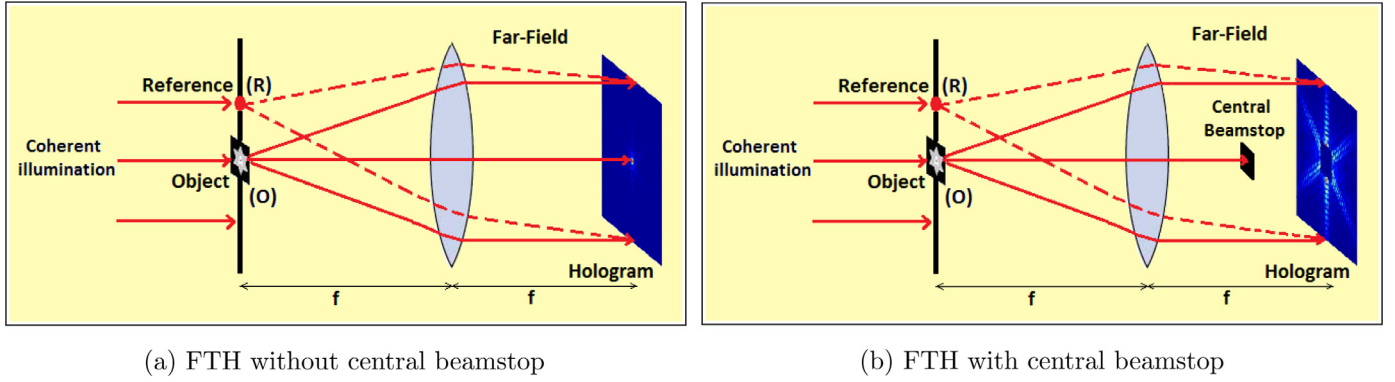 Far-Field
Reference (R)
Coherent
illumination
Object
(O)
Hologram
f
f
(a) FTH without central beamstop
Far-Field
Reference (R)
Central
Beamstop
Coherent
illumination
Object
(O)
Hologram
f
f
(b) FTH with central beamstop